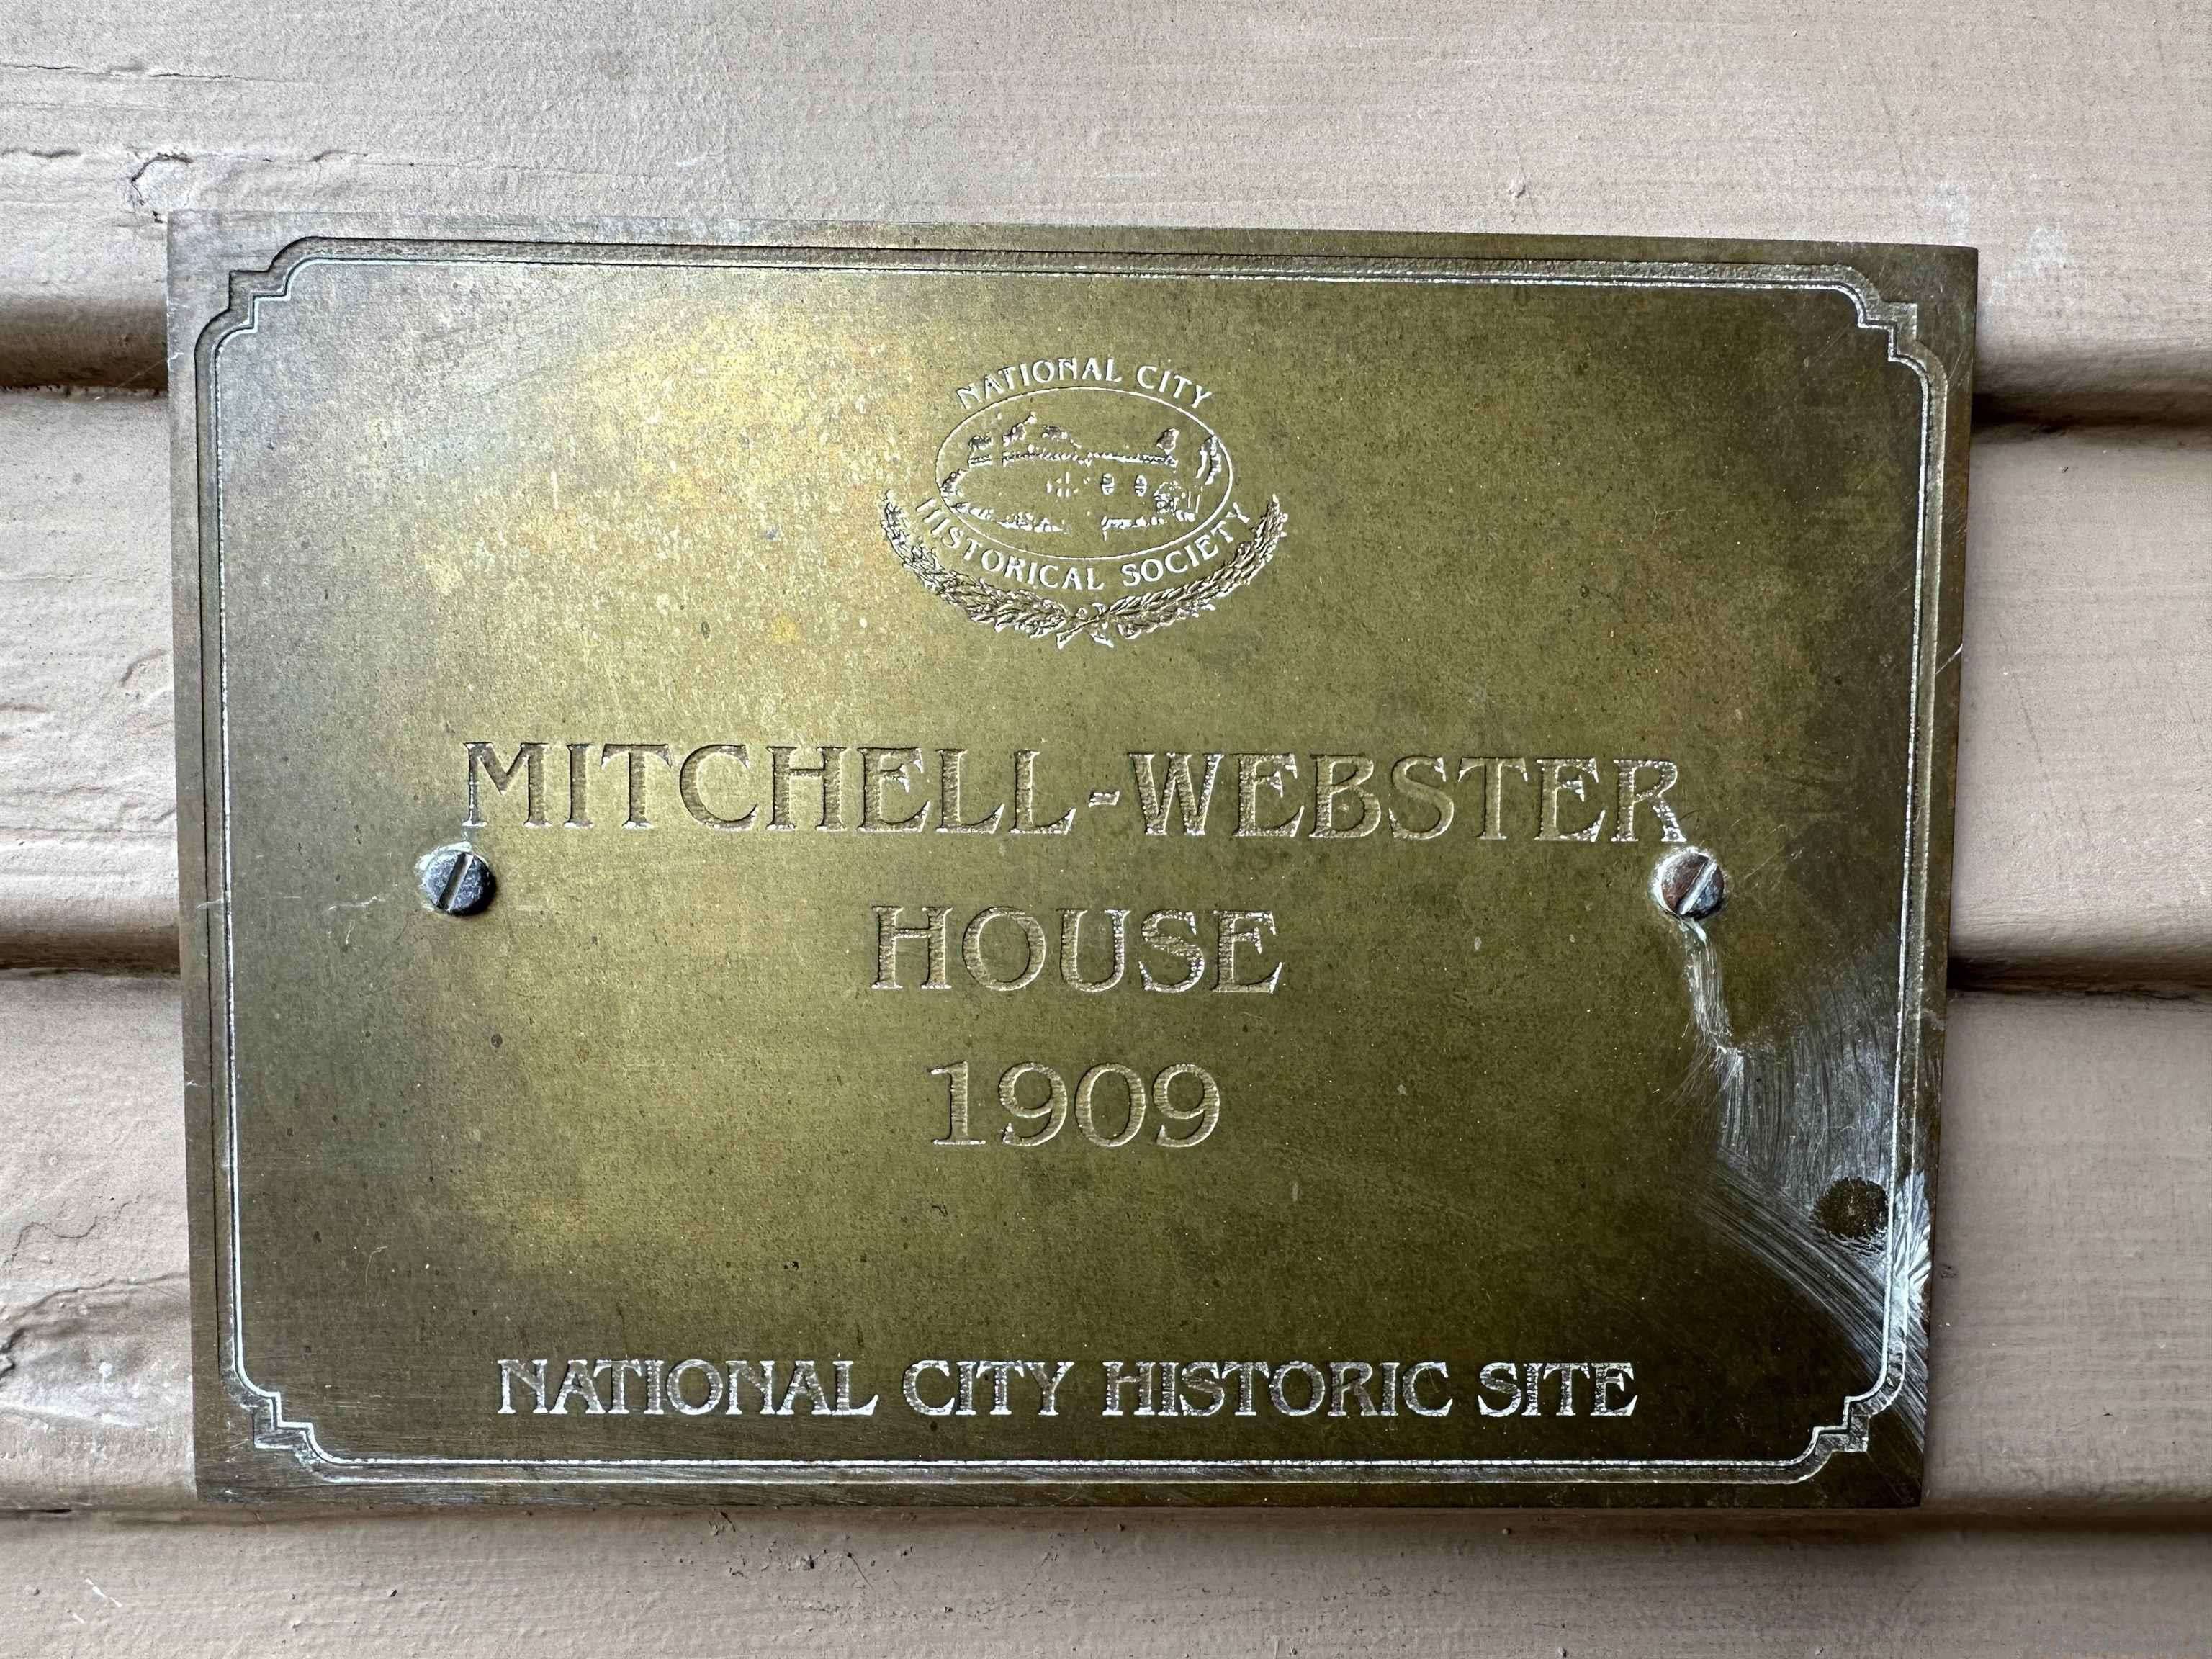 NATIONAL CITY
HISTORICAL SOCIETY
MITCHELL-WEBSTER
HOUSE
1909
NATIONAL CITY HISTORIC SITE